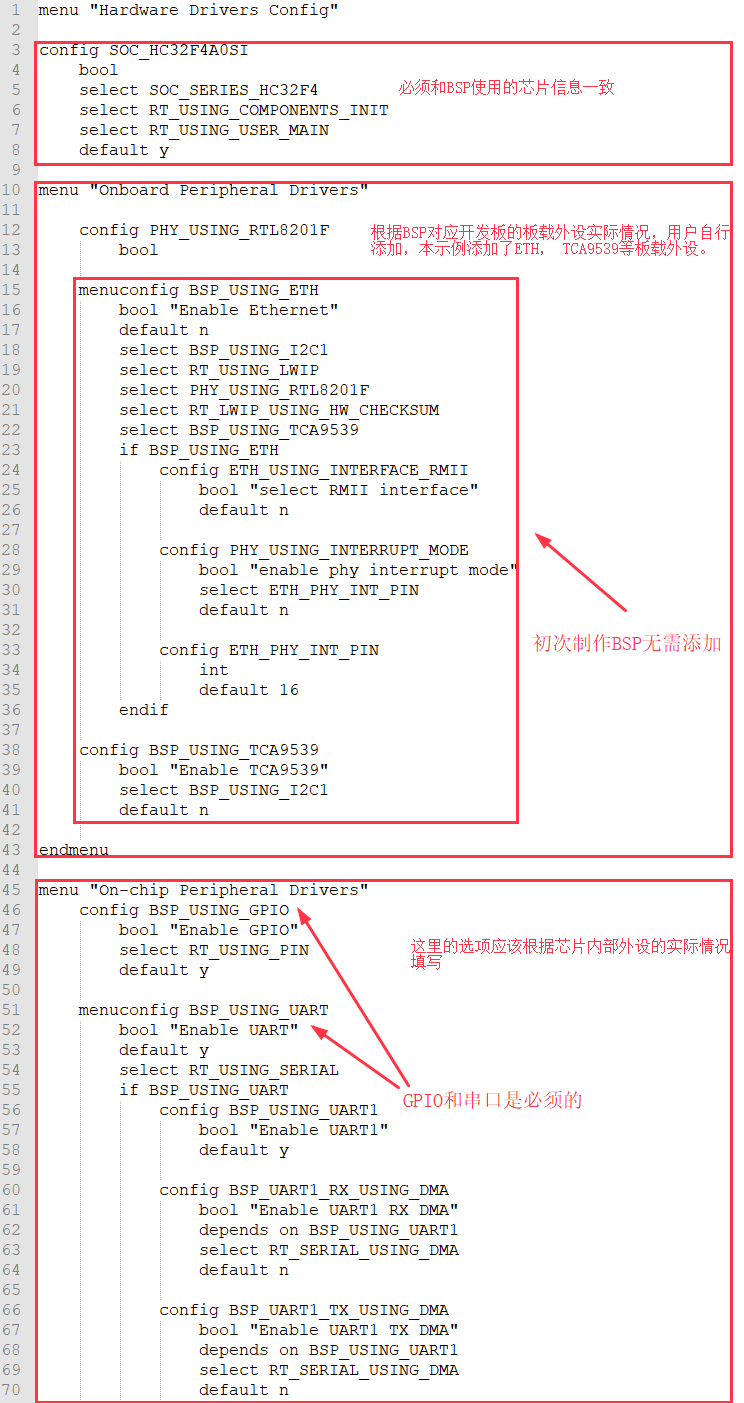 1 menu "Hardware Drivers Config"
2
3 config SOC_HC32F4A0SI
4 bool
5 select SOC_SERIES_HC32F4 必须和BSP使用的芯片信息一致
6 select RT_USING_COMPONENTS_INIT
7 select RT_USING_USER_MAIN
8 default y
9
10 menu "Onboard Peripheral Drivers"
11
12 config PHY_USING_RTL8201F 根据BSP对应开发板的板载外设实际情况，用户自行
13 bool 添加，本示例添加了ETH， TCA9539等板载外设。
14
15 menuconfig BSP_USING_ETH
16 bool "Enable Ethernet"
17 default n
18 select BSP_USING_I2C1
19 select RT_USING_LWIP
20 select PHY_USING_RTL8201F
21 select RT_LWIP_USING_HW_CHECKSUM
22 select BSP_USING_TCA9539
23 if BSP_USING_ETH
24 config ETH_USING_INTERFACE_RMII
25 bool "select RMII interface"
26 default n
27
28 config PHY_USING_INTERRUPT_MODE
29 bool "enable phy interrupt mode"
30 select ETH_PHY_INT_PIN
31 default n
32
初次制作BSP无需添加
33 config ETH_PHY_INT_PIN
34 int
35 default 16
36 endif
37
38 config BSP_USING_TCA9539
39 bool "Enable TCA9539"
40 select BSP_USING_I2C1
41 default n
42
43 endmenu
44
45 menu "On-chip Peripheral Drivers"
46 config BSP_USING_GPIO
47 bool "Enable GPIO" 这里的选项应该根据芯片内部外设的实际情况
48 select RT_USING_PIN 填写
49 default y
50
51 menuconfig BSP_USING_UART
52 bool "Enable UART"
53 default y
54 select RT_USING_SERIAL
55 if BSP_USING_UART
GPIO和串口是必须的
56 config BSP_USING_UART1
57 bool "Enable UART1"
58 default y
59
60 config BSP_UART1_RX_USING_DMA
61 bool "Enable UART1 RX DMA"
62 depends on BSP_USING_UART1
63 select RT_SERIAL_USING_DMA
64 default n
65
66 config BSP_UART1_TX_USING_DMA
67 bool "Enable UART1 TX DMA"
68 depends on BSP_USING_UART1
69 select RT_SERIAL_USING_DMA
70 default n